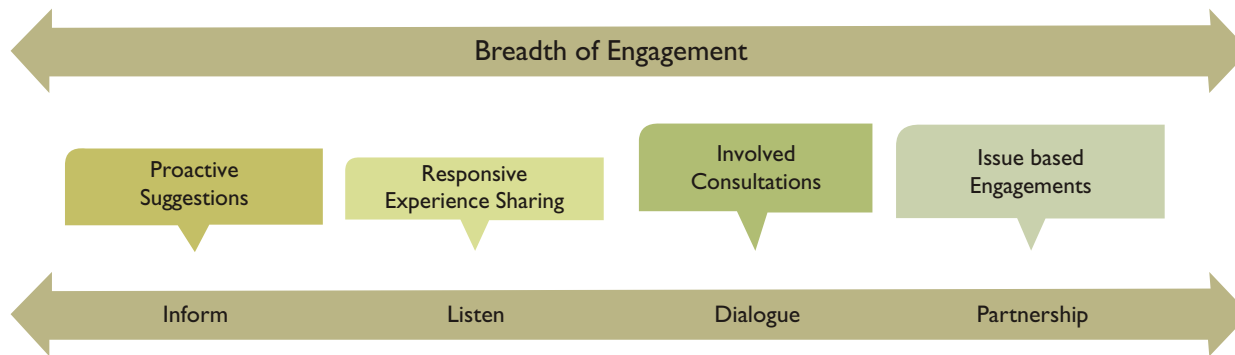 Breadth of Engagement
Proactive
Suggestions
Responsive
Experience Sharing
Involved
Consultations
Issue based
Engagements
Inform
Listen
Dialogue
Partnership